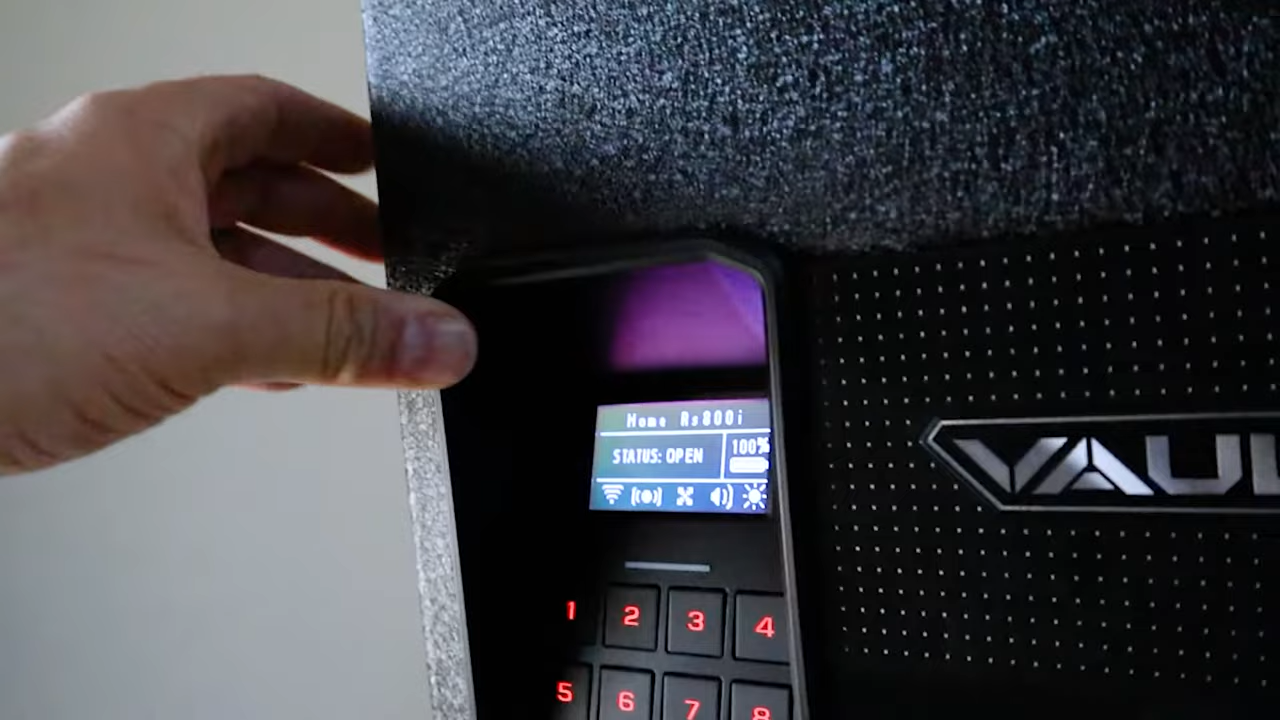 Home Rs800i
STATUS: OPEN
100%
VAUL
1 2 3 4
5 6 7 8